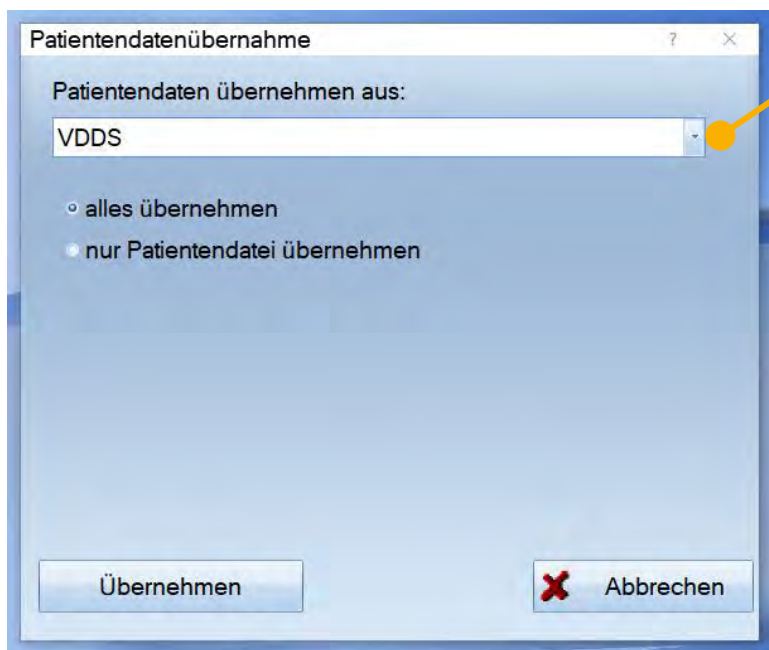 Patientendatenübernahme
Patientendaten übernehmen aus:
VDDS
alles übernehmen
nur Patientendatei übernehmen
Übernehmen
Abbrechen